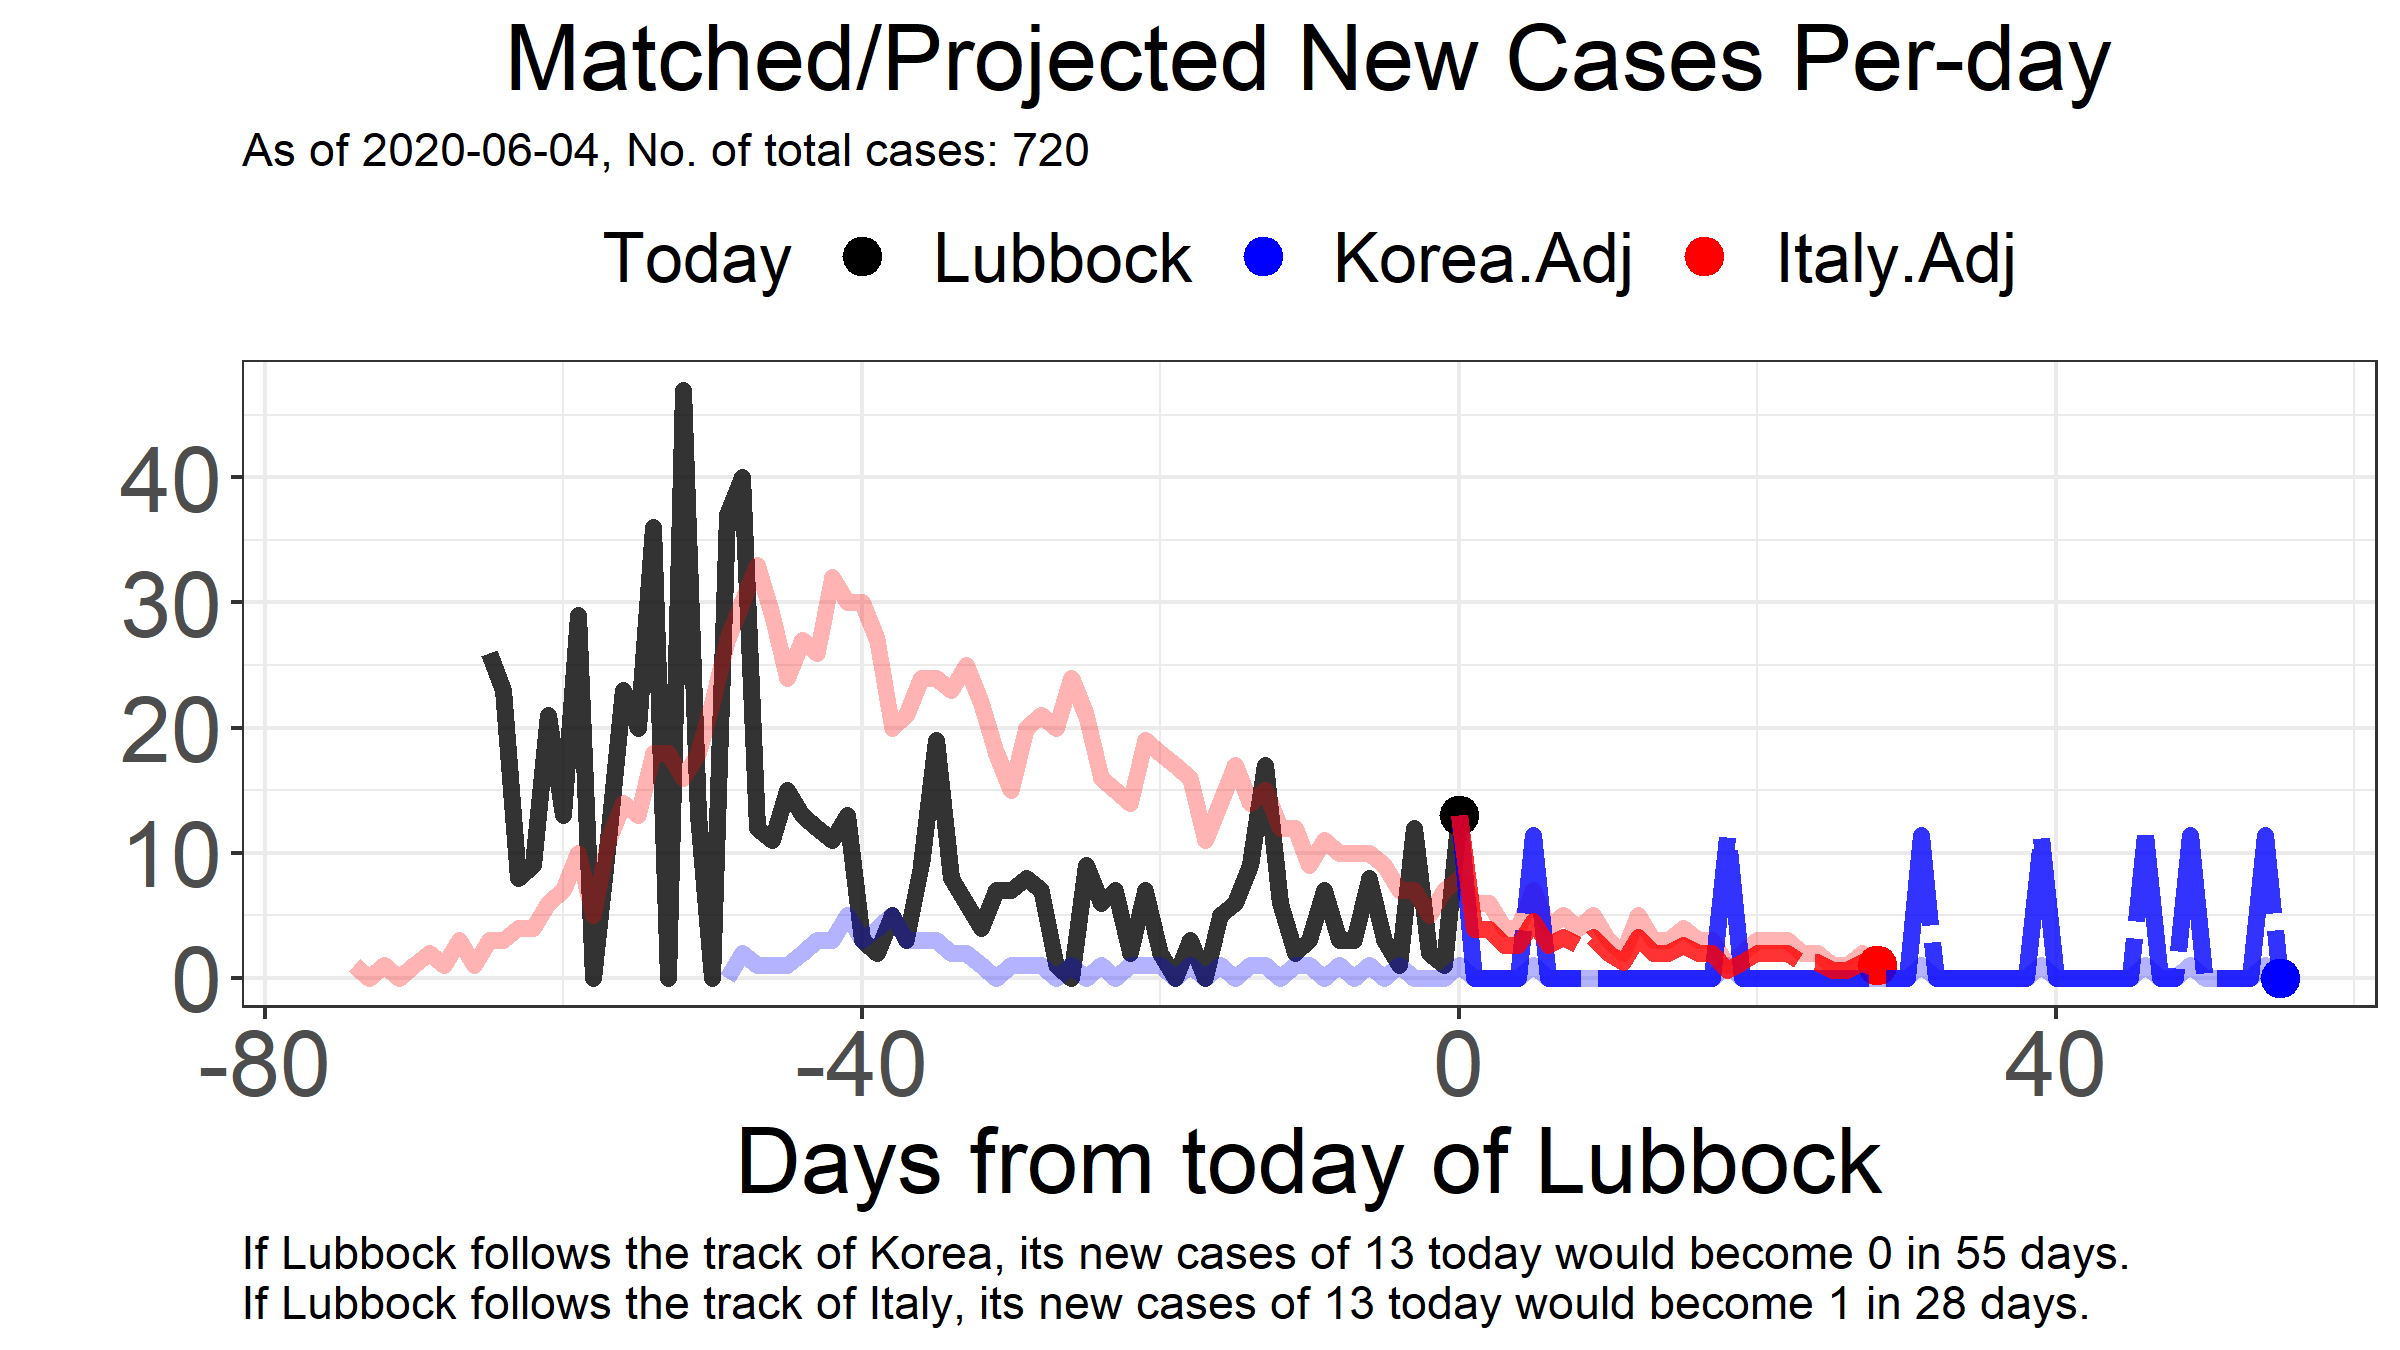 Matched/Projected New Cases Per-day
As of 2020-06-04, No. of total cases: 720
Today Lubbock Korea.Adj Italy.Adj
40
30
20
10
0
-80 -40 0 40
Days from today of Lubbock
If Lubbock follows the track of Korea, its new cases of 13 today would become 0 in 55 days.
If Lubbock follows the track of Italy, its new cases of 13 today would become 1 in 28 days.